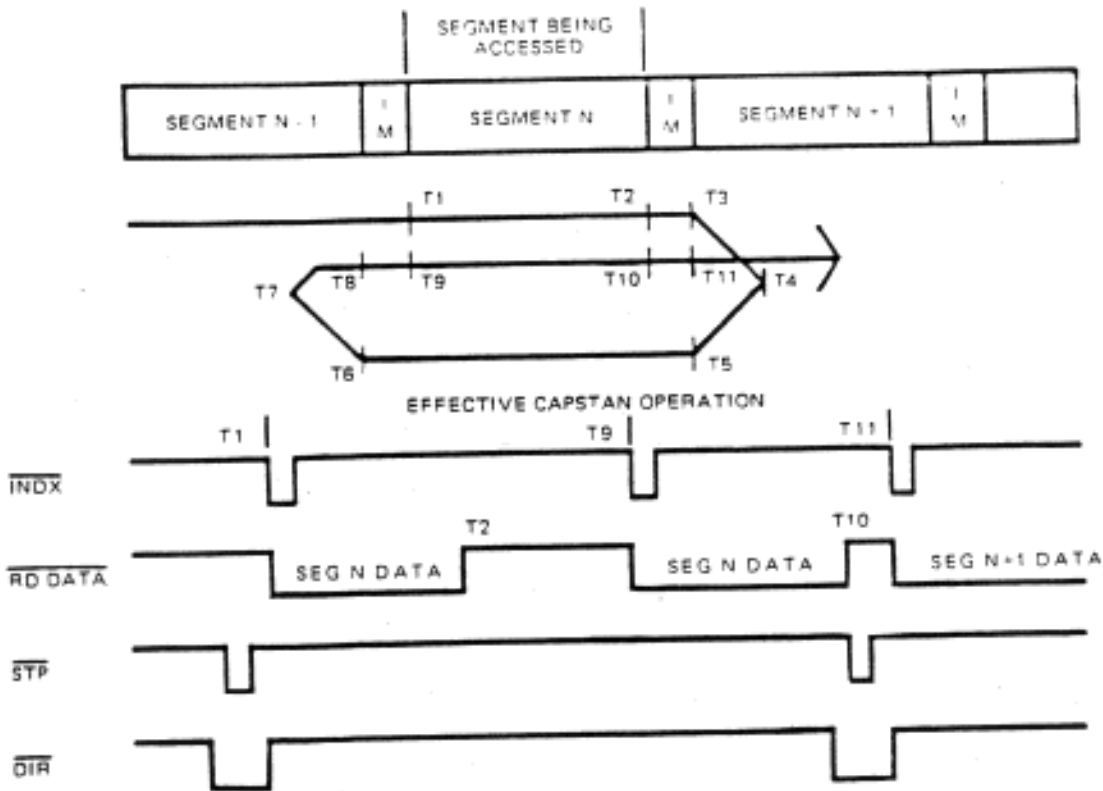 SEGMENT BEING
ACCESSED
SEGMENT N - 1
I
M
SEGMENT N
I
M
SEGMENT N + 1
I
M
T1
T2
T3
T7
T8
T9
T10
T11
T4
T6
T5
EFFECTIVE CAPSTAN OPERATION
T1
T9
T11
INDX
T2
T10
RD DATA
SEG N DATA
SEG N DATA
SEG N+1 DATA
STP
DIR